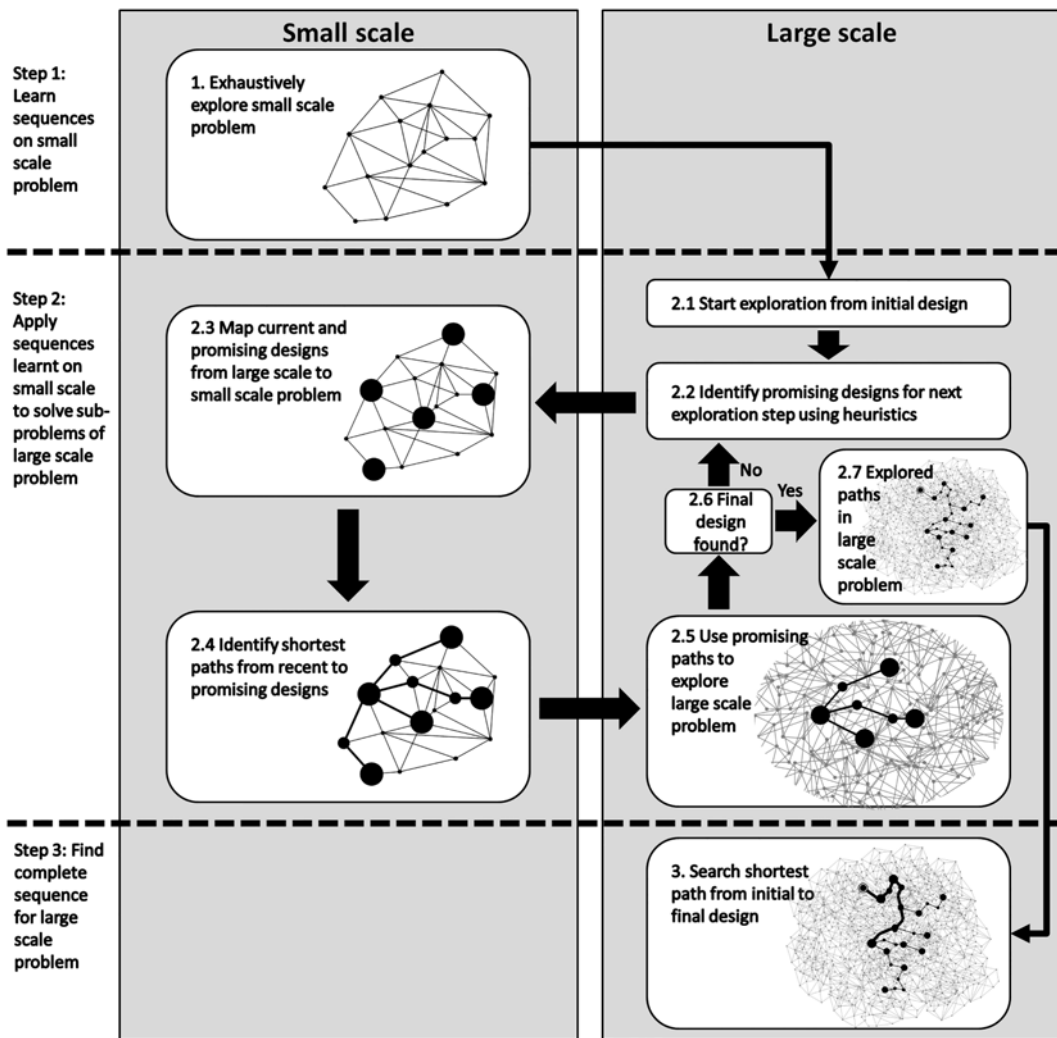 Small scale
Large scale
Step 1:
Learn
sequences
on small
scale
problem
1. Exhaustively
explore small scale
problem
Step 2:
Apply
sequences
learnt on
small scale
to solve sub-
problems of
large scale
problem
2.1 Start exploration from initial design
2.3 Map current and
promising designs
from large scale to
small scale problem
2.2 Identify promising designs for next
exploration step using heuristics
No
Yes
2.6 Final
design
found?
2.7 Explored
paths
in
large
scale
problem
2.4 Identify shortest
paths from recent to
promising designs
2.5 Use promising
paths to
explore
large scale
problem
Step 3: Find
complete
sequence
for large
scale
problem
3. Search shortest
path from initial to
final design